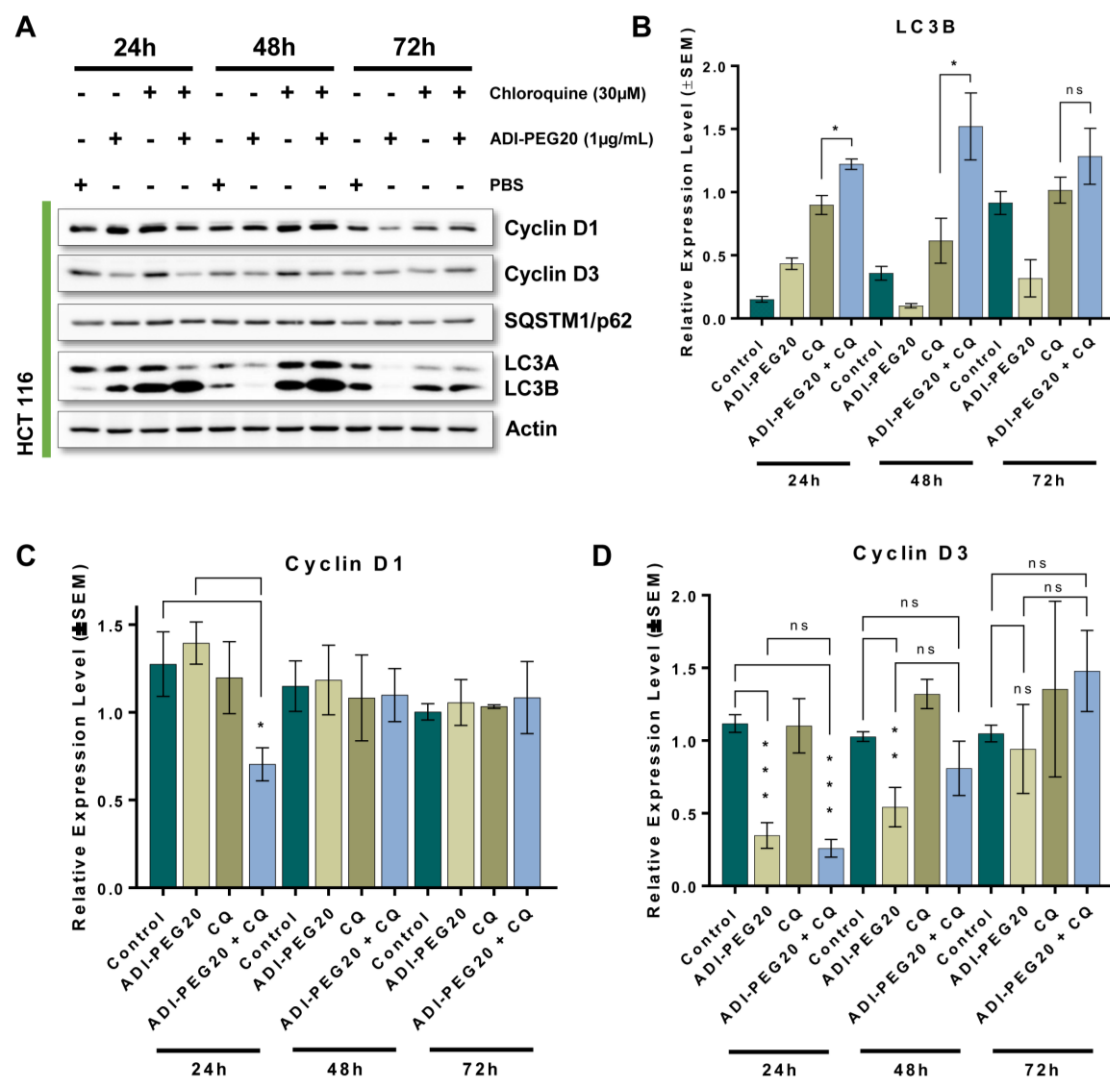 A
24h 48h 72h
- - + + - - + + - - + + Chloroquine (30µM)
- + - + - + - + - + - + ADI-PEG20 (1µg/mL)
+ - - - + - - - + - - - PBS
Cyclin D1
Cyclin D3
SQSTM1/p62
LC3A
LC3B
Actin
HCT 116
B
LC3B
Relative Expression Level (±SEM)
2.0
1.5
1.0
0.5
0.0
* * ns
Control
ADI-PEG20
CQ
ADI-PEG20 + CQ
Control
ADI-PEG20
CQ
ADI-PEG20 + CQ
Control
ADI-PEG20
CQ
ADI-PEG20 + CQ
24h 48h 72h
C
Cyclin D1
Relative Expression Level (±SEM)
1.5
1.0
0.5
0.0
*
Control
ADI-PEG20
CQ
ADI-PEG20 + CQ
Control
ADI-PEG20
CQ
ADI-PEG20 + CQ
Control
ADI-PEG20
CQ
ADI-PEG20 + CQ
24h 48h 72h
D
Cyclin D3
Relative Expression Level (±SEM)
2.0
1.5
1.0
0.5
0.0
ns
ns
ns
ns
ns
ns
***
***
**
Control
ADI-PEG20
CQ
ADI-PEG20 + CQ
Control
ADI-PEG20
CQ
ADI-PEG20 + CQ
Control
ADI-PEG20
CQ
ADI-PEG20 + CQ
24h 48h 72h